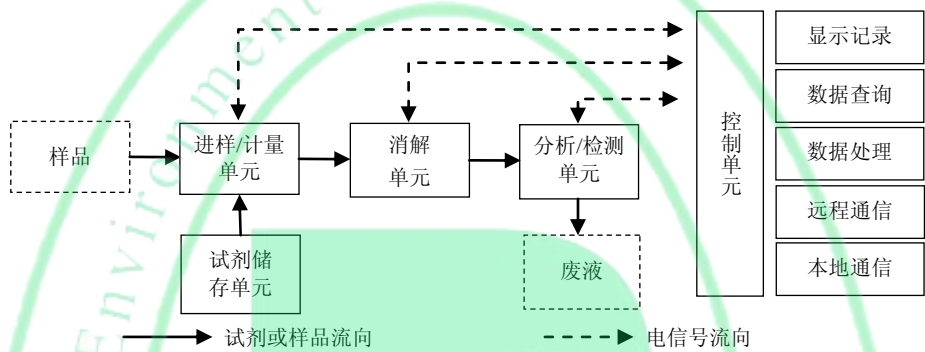 显示记录
数据查询
数据处理
远程通信
本地通信
控制单元
样品
进样/计量
单元
消解
单元
分析/检测
单元
试剂储
存单元
废液
试剂或样品流向
电信号流向
Environment